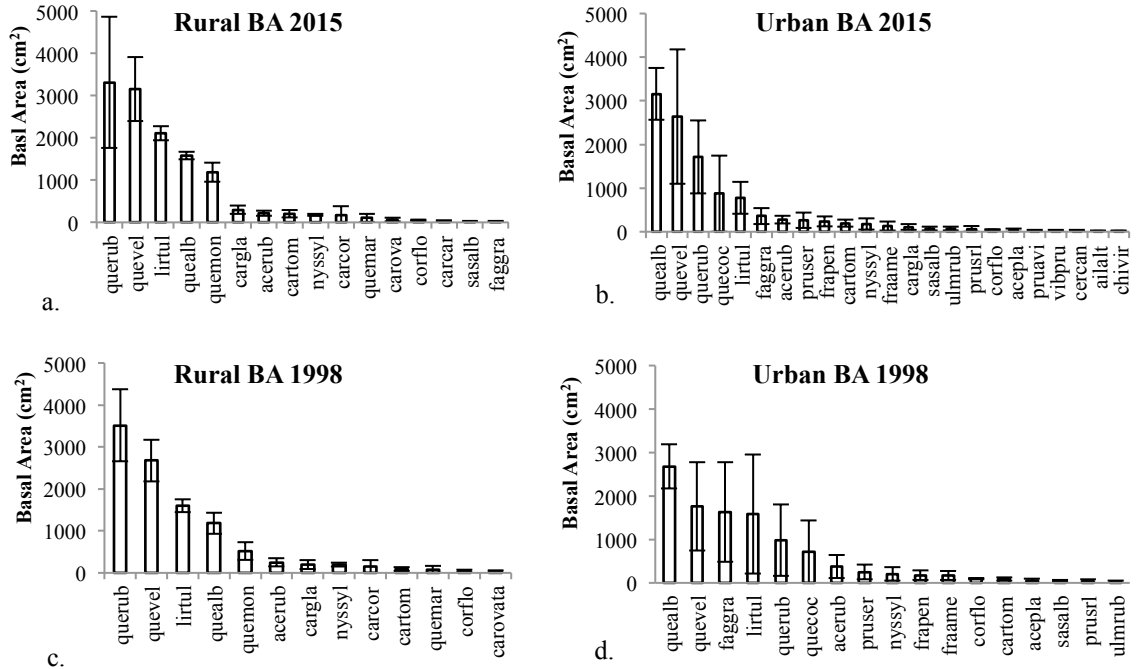 Rural BA 2015
Basl Area (cm²)
5000
4000
3000
2000
1000
0
querub
quevel
lirtul
quealb
quemon
cargla
acerub
cartom
nyssyl
carcor
quemar
carova
corflo
carcar
sasalb
faggra
a.
Urban BA 2015
Basal Area (cm²)
5000
4000
3000
2000
1000
0
quealb
quevel
querub
quecoc
lirtul
faggra
acerub
pruser
frapen
cartom
nyssyl
fraame
cargla
sasalb
ulmrub
prusrl
corflo
acepla
pruavi
vibpru
cercan
ailalt
chivir
b.
Rural BA 1998
Basal Area (cm²)
5000
4000
3000
2000
1000
0
querub
quevel
lirtul
quealb
quemon
acerub
cargla
nyssyl
carcor
cartom
quemar
corflo
carovata
c.
Urban BA 1998
Basal Area (cm²)
5000
4000
3000
2000
1000
0
quealb
quevel
faggra
lirtul
querub
quecoc
acerub
pruser
nyssyl
frapen
fraame
corflo
cartom
acepla
sasalb
prusrl
ulmrub
d.